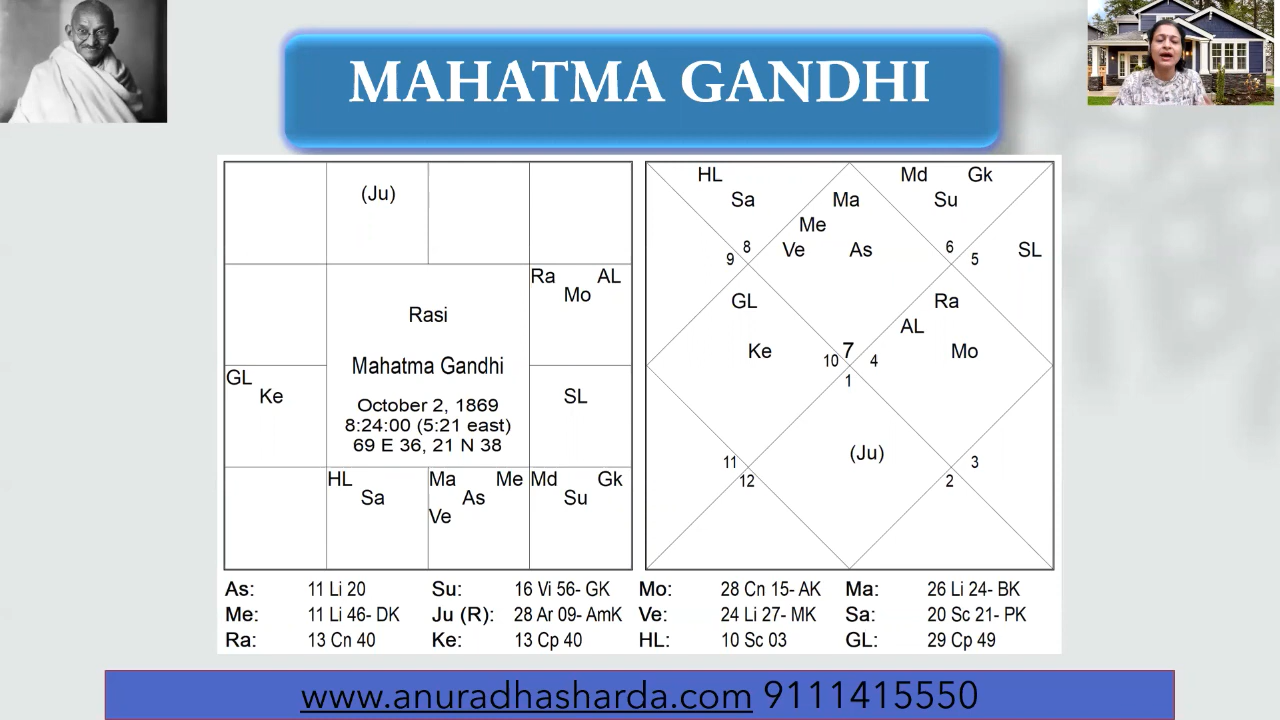 MAHATMA GANDHI
(Ju)
Ra AL
Mo
Rasi
Mahatma Gandhi
October 2, 1869
8:24:00 (5:21 east)
69 E 36, 21 N 38
GL
Ke
SL
HL
Sa
Ma Me
As
Ve
Md Gk
Su
HL
Sa
Ma
Me
Ve As
Md Gk
Su
8
9
6
5
SL
GL
Ke
Ra
AL
Mo
10 7 4
1
(Ju)
11
12
3
2
As: 11 Li 20 Su: 16 Vi 56- GK Mo: 28 Cn 15- AK Ma: 26 Li 24- BK
Me: 11 Li 46- DK Ju (R): 28 Ar 09- AmK Ve: 24 Li 27- MK Sa: 20 Sc 21- PK
Ra: 13 Cn 40 Ke: 13 Cp 40 HL: 10 Sc 03 GL: 29 Cp 49
www.anuradhasharda.com 9111415550